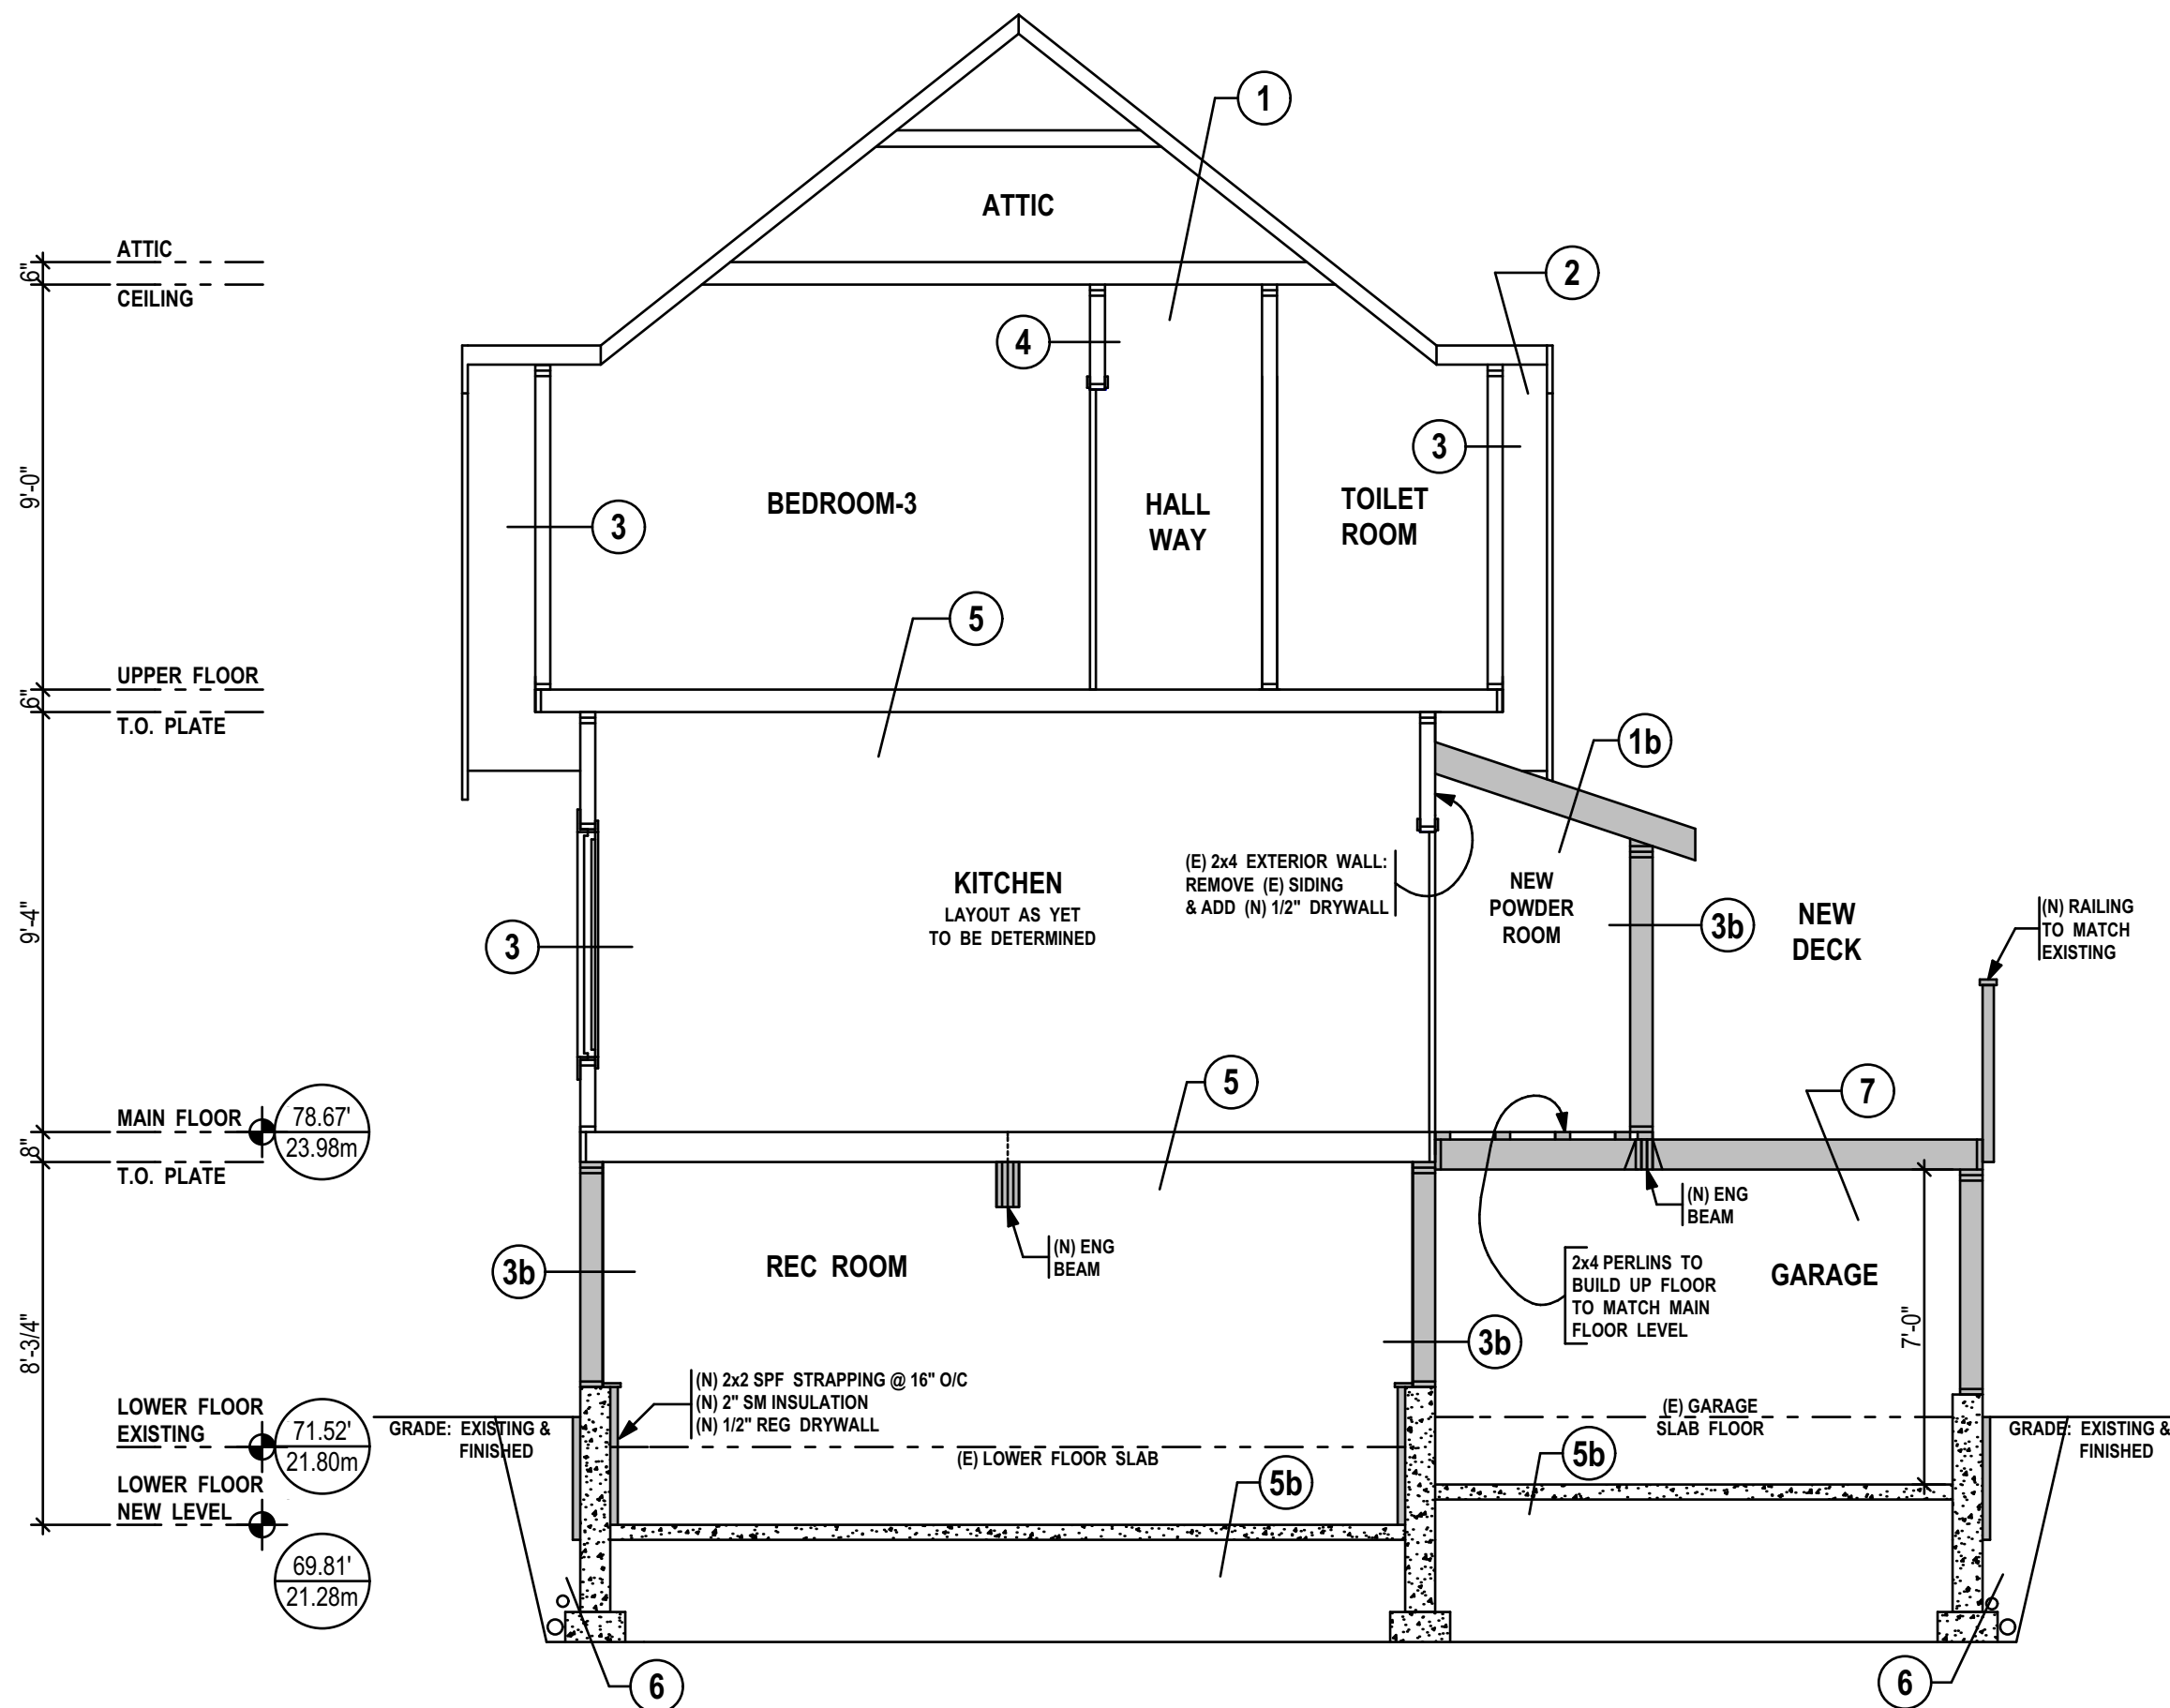 1
ATTIC
ATTIC
6"
CEILING
2
4
3
9'-0"
BEDROOM-3
HALL
WAY
TOILET
ROOM
3
5
UPPER FLOOR
6"
T.O. PLATE
1b
(E) 2x4 EXTERIOR WALL:
REMOVE (E) SIDING
& ADD (N) 1/2" DRYWALL
KITCHEN
LAYOUT AS YET
TO BE DETERMINED
NEW
POWDER
ROOM
3b
NEW
DECK
(N) RAILING
TO MATCH
EXISTING
9'-4"
3
5
7
MAIN FLOOR
78.67'
23.98m
8"
T.O. PLATE
(N) ENG
BEAM
(N) ENG
BEAM
3b
REC ROOM
2x4 PERLINS TO
BUILD UP FLOOR
TO MATCH MAIN
FLOOR LEVEL
GARAGE
7'-0"
8'-3/4"
3b
(N) 2x2 SPF STRAPPING @ 16" O/C
(N) 2" SM INSULATION
(N) 1/2" REG DRYWALL
LOWER FLOOR
EXISTING
71.52'
21.80m
GRADE: EXISTING &
FINISHED
(E) GARAGE
SLAB FLOOR
GRADE: EXISTING &
FINISHED
(E) LOWER FLOOR SLAB
5b
5b
LOWER FLOOR
NEW LEVEL
69.81'
21.28m
6
6